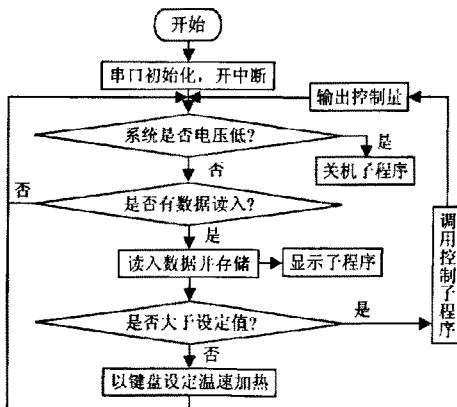 开始
串口初始化，开中断
输出控制量
系统是否电压低?
是
关机子程序
否
否
是否有数据读入?
是
读入数据并存储
显示子程序
调用控制子程序
是否大于设定值?
是
否
以键盘设定温速加热